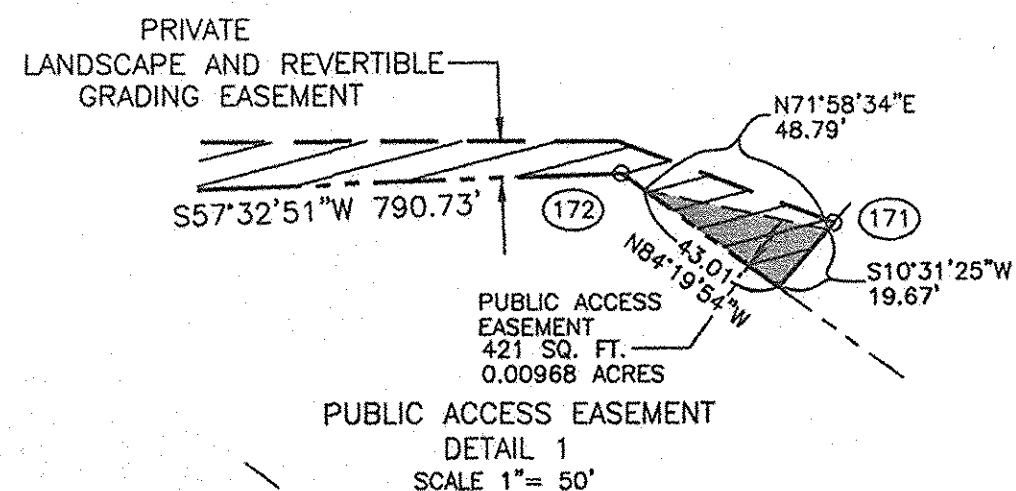 PRIVATE
LANDSCAPE AND REVERTIBLE
GRADING EASEMENT
N71°58'34"E
48.79'
S57°32'51"W 790.73'
172
171
43.01'
N84°19'54"W
S10°31'25"W
19.67'
PUBLIC ACCESS
EASEMENT
421 SQ. FT.
0.00968 ACRES
PUBLIC ACCESS EASEMENT
DETAIL 1
SCALE 1"= 50'